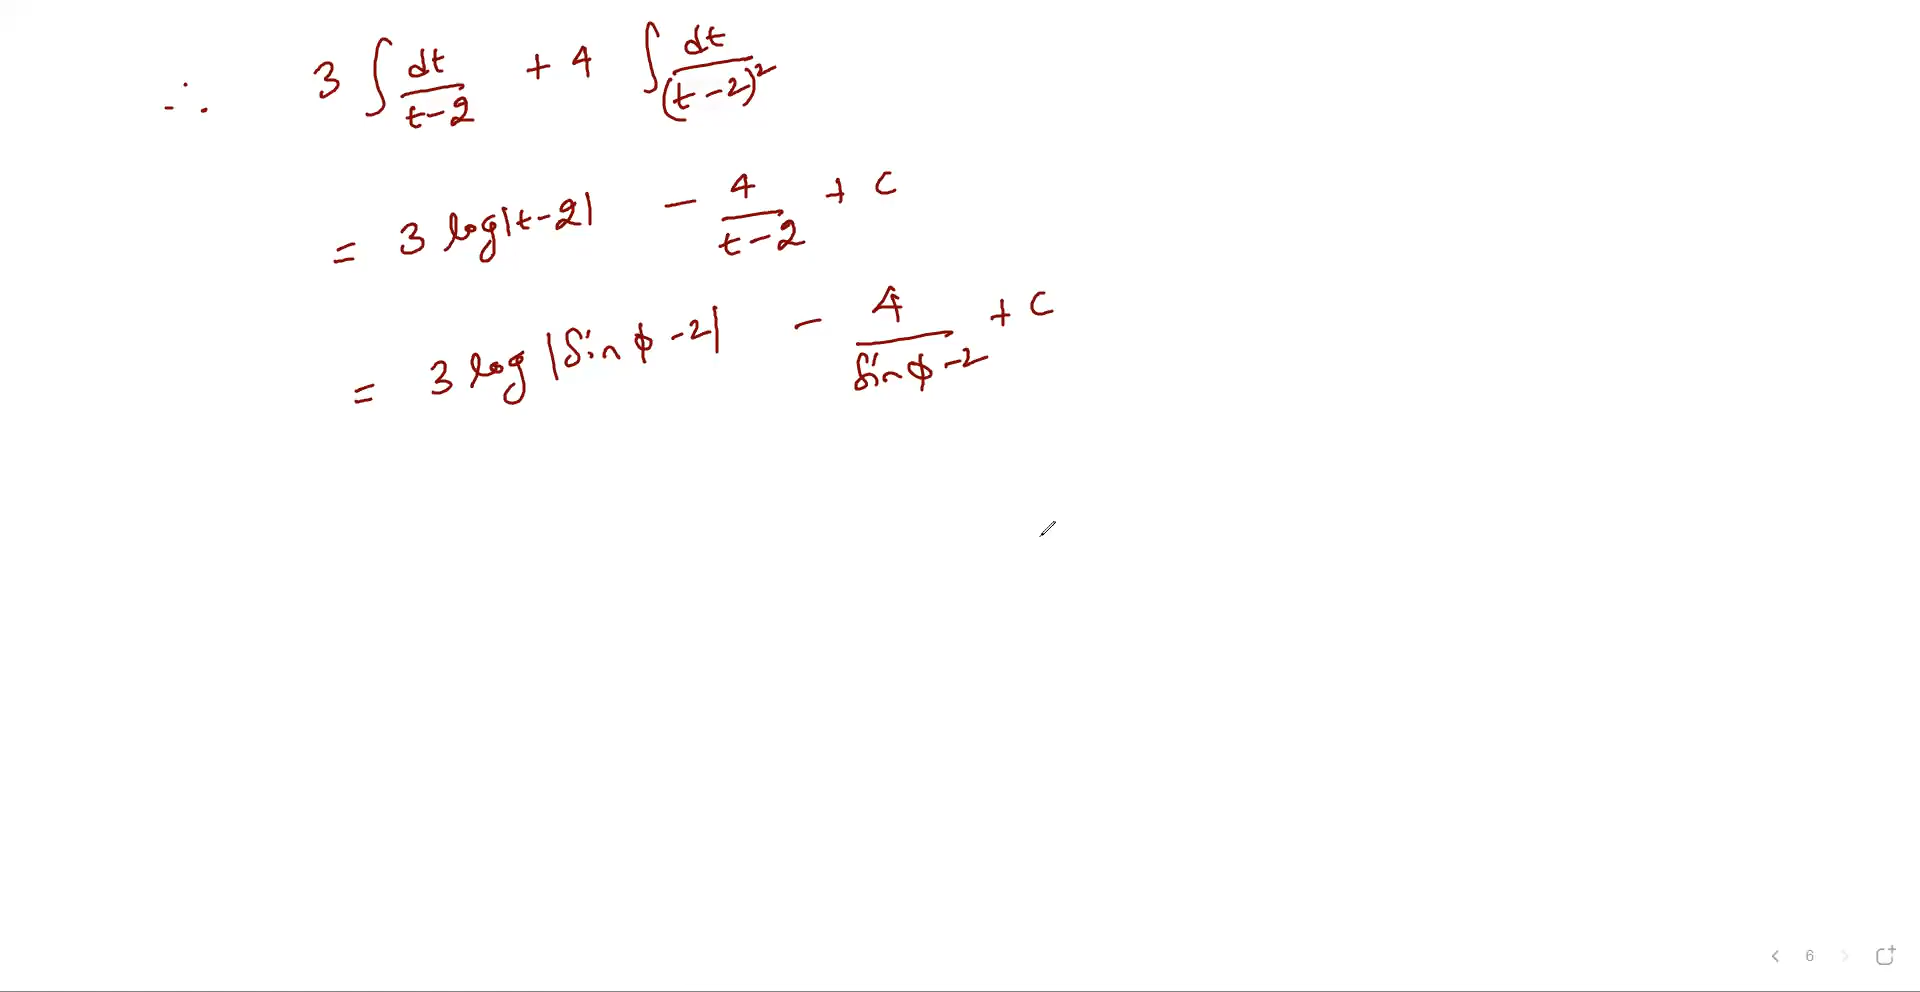 ∴ 3 ∫ dt/(t-2) + 4 ∫ dt/(t-2)²
= 3 log|t-2| - 4/(t-2) + c
= 3 log |sin ϕ -2| - 4/(sin ϕ -2) + c
6